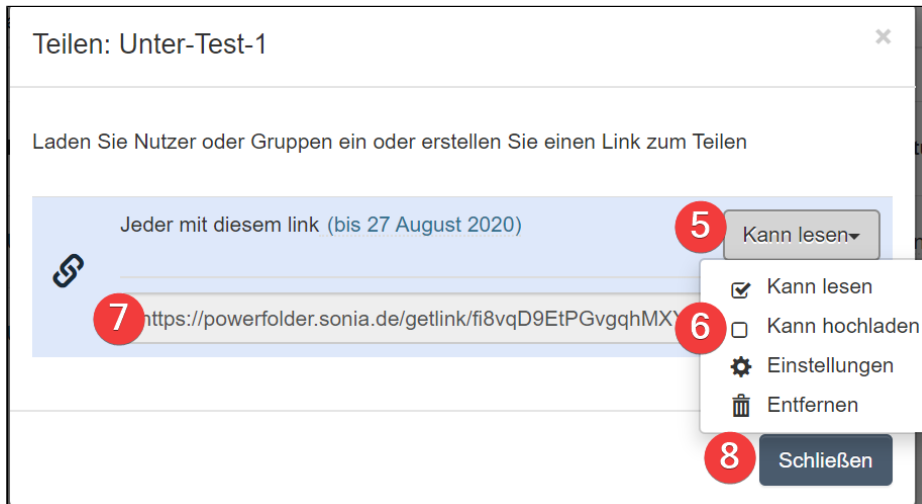 Teilen: Unter-Test-1
×
Laden Sie Nutzer oder Gruppen ein oder erstellen Sie einen Link zum Teilen
Jeder mit diesem link (bis 27 August 2020)
5 Kann lesen
7 https://powerfolder.sonia.de/getlink/fi8vqD9EtPGvgqhMX
Kann lesen
6 Kann hochladen
Einstellungen
Entfernen
8 Schließen